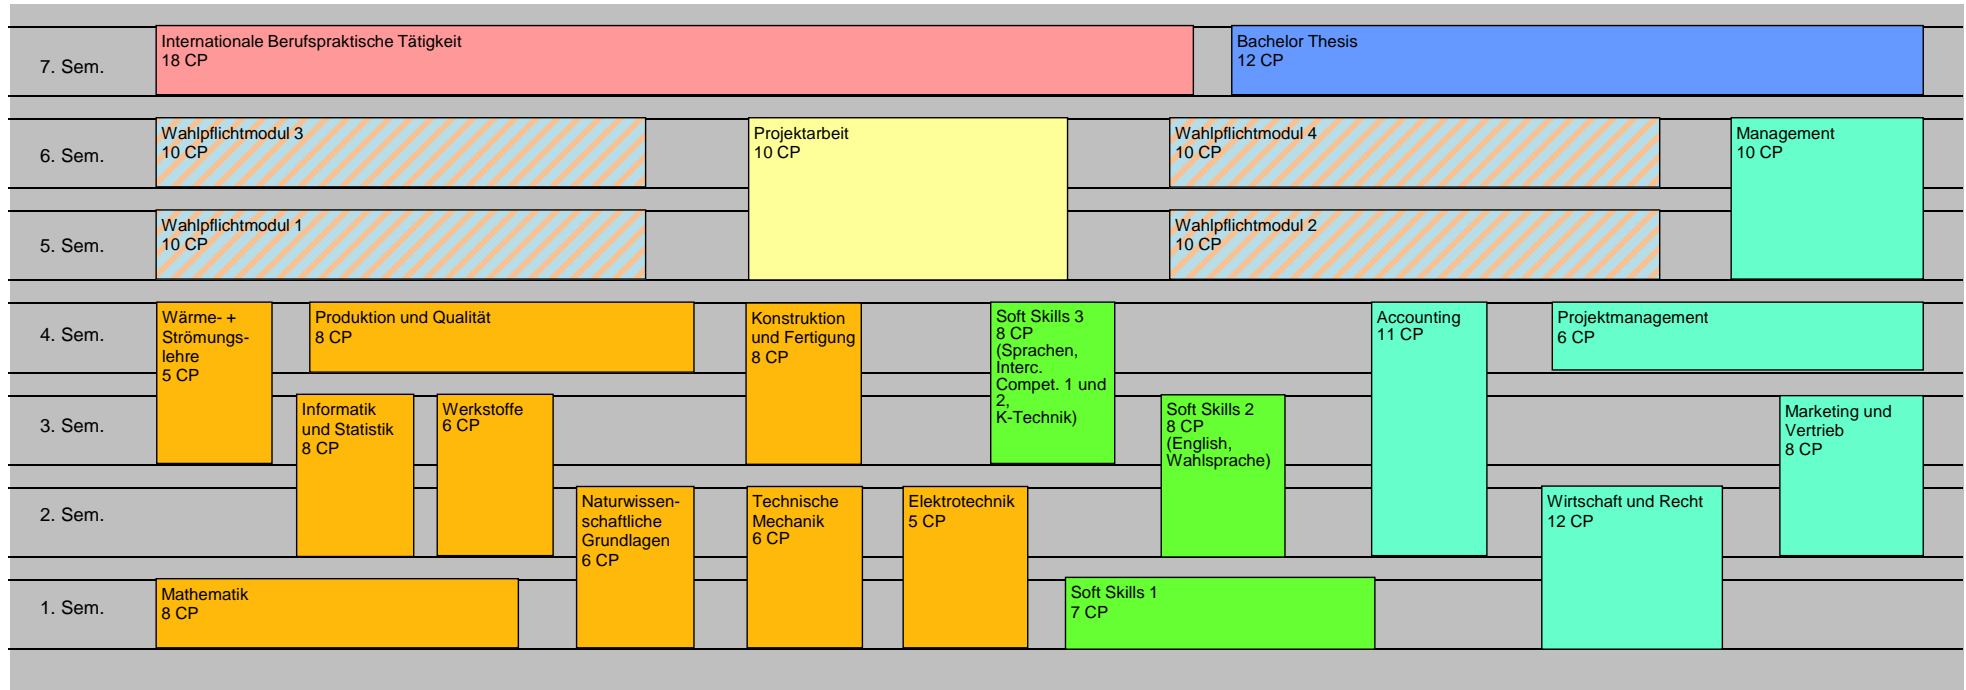 7. Sem.
Internationale Berufspraktische Tätigkeit
18 CP
Bachelor Thesis
12 CP
6. Sem.
Wahlpflichtmodul 3
10 CP
Projektarbeit
10 CP
Wahlpflichtmodul 4
10 CP
Management
10 CP
5. Sem.
Wahlpflichtmodul 1
10 CP
Wahlpflichtmodul 2
10 CP
4. Sem.
Wärme- +
Strömungs-
lehre
5 CP
Produktion und Qualität
8 CP
Konstruktion
und Fertigung
8 CP
Soft Skills 3
8 CP
(Sprachen,
Interc.
Compet. 1 und
2,
K-Technik)
Accounting
11 CP
Projektmanagement
6 CP
3. Sem.
Informatik
und Statistik
8 CP
Werkstoffe
6 CP
Soft Skills 2
8 CP
(English,
Wahlsprache)
Marketing und
Vertrieb
8 CP
2. Sem.
Naturwissen-
schaftliche
Grundlagen
6 CP
Technische
Mechanik
6 CP
Elektrotechnik
5 CP
Wirtschaft und Recht
12 CP
1. Sem.
Mathematik
8 CP
Soft Skills 1
7 CP